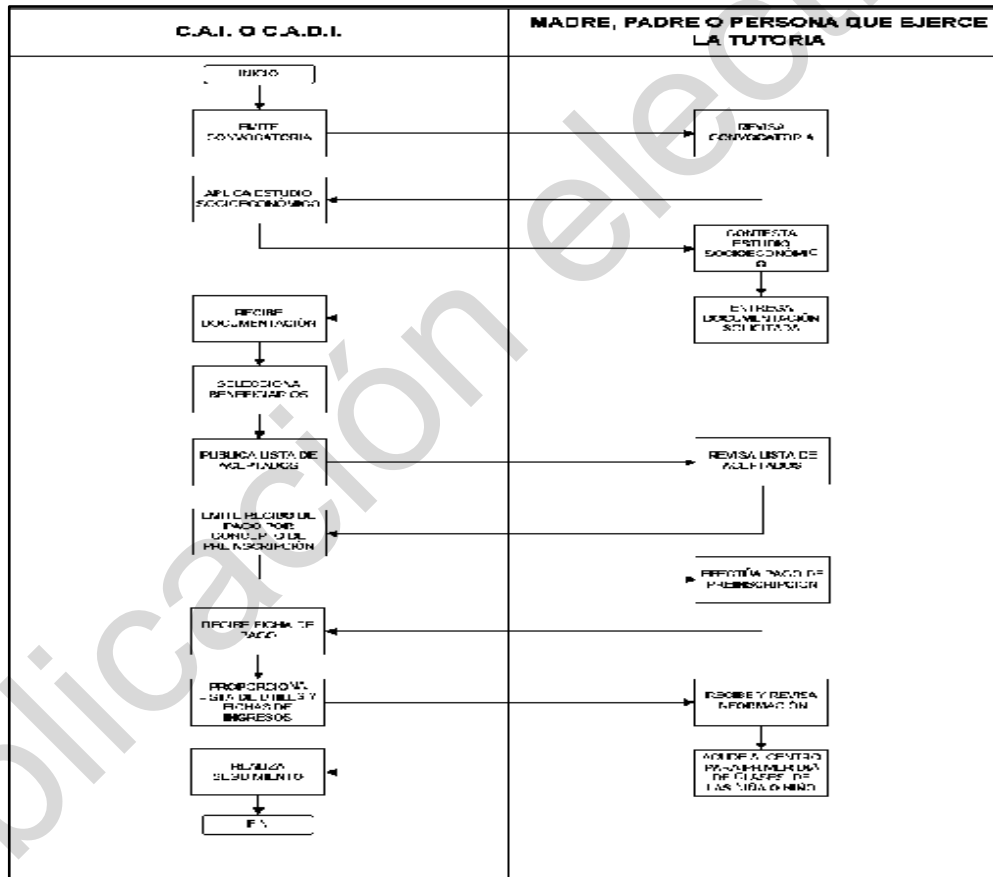 C.A.I. O C.A.D.I.
MADRE, PADRE O PERSONA QUE EJERCE
LA TUTORIA
INICIO
EMITE
CONVOCATORIA
REVISA
CONVOCATORIA
APLICA ESTUDIO
SOCIOECONÓMICO
CONTESTA
ESTUDIO
SOCIOECONÓMIC
O
ENTREGA
DOCUMENTACIÓN
SOLICITADA
RECIBE
DOCUMENTACIÓN
SELECCIONA
BENEFICIARIOS
PUBLICA LISTA DE
ACEPTADOS
REVISA LISTA DE
ACEPTADOS
EMITE RECIBO DE
PAGO POR
CONCEPTO DE
PREINSCRIPCIÓN
EFECTÚA PAGO DE
PREINSCRIPCIÓN
RECIBE FICHA DE
PAGO
PROPORCIONA
LISTA DE ÚTILES Y
FICHAS DE
INGRESOS
RECIBE Y REVISA
INFORMACIÓN
REALIZA
SEGUIMIENTO
ACUDE AL CENTRO
PARA PRIMER DÍA
DE CLASES DE
LAS NIÑA O NIÑO
FIN
plicación elect